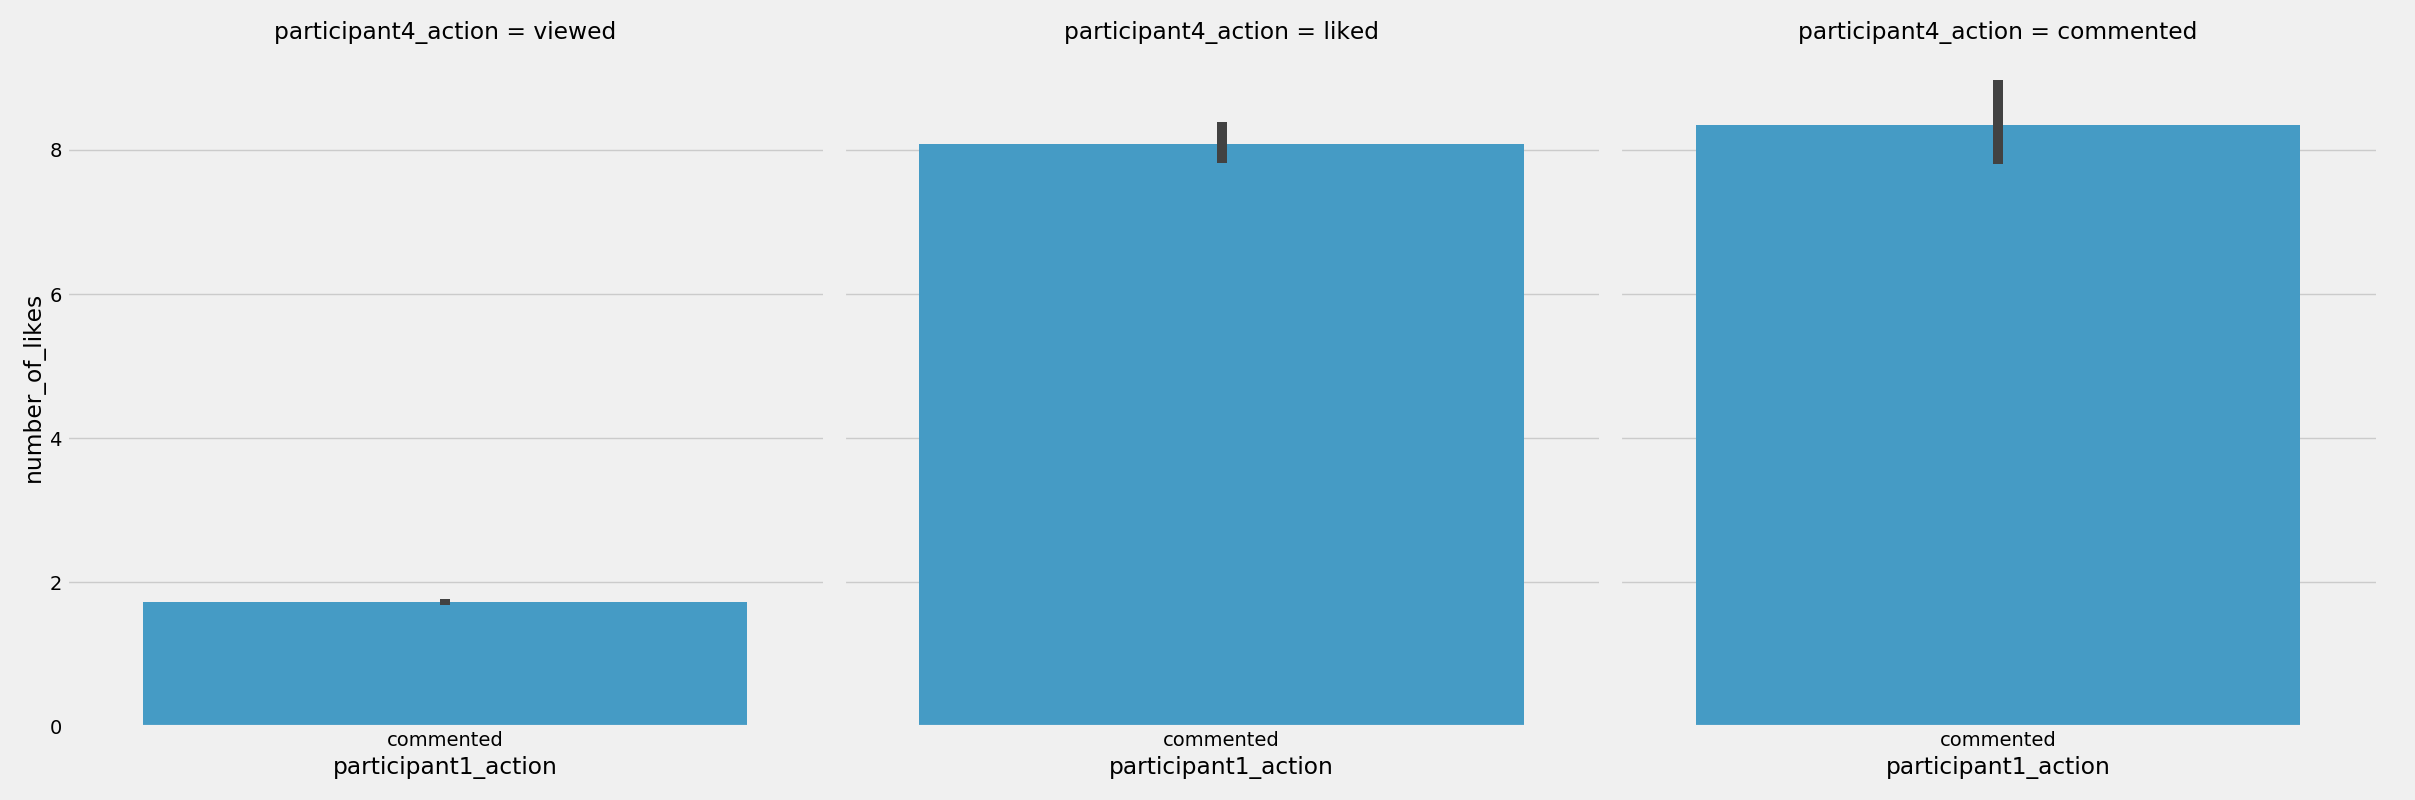 participant4_action = viewed
participant4_action = liked
participant4_action = commented
number_of_likes
8
6
4
2
0
commented
commented
commented
participant1_action
participant1_action
participant1_action